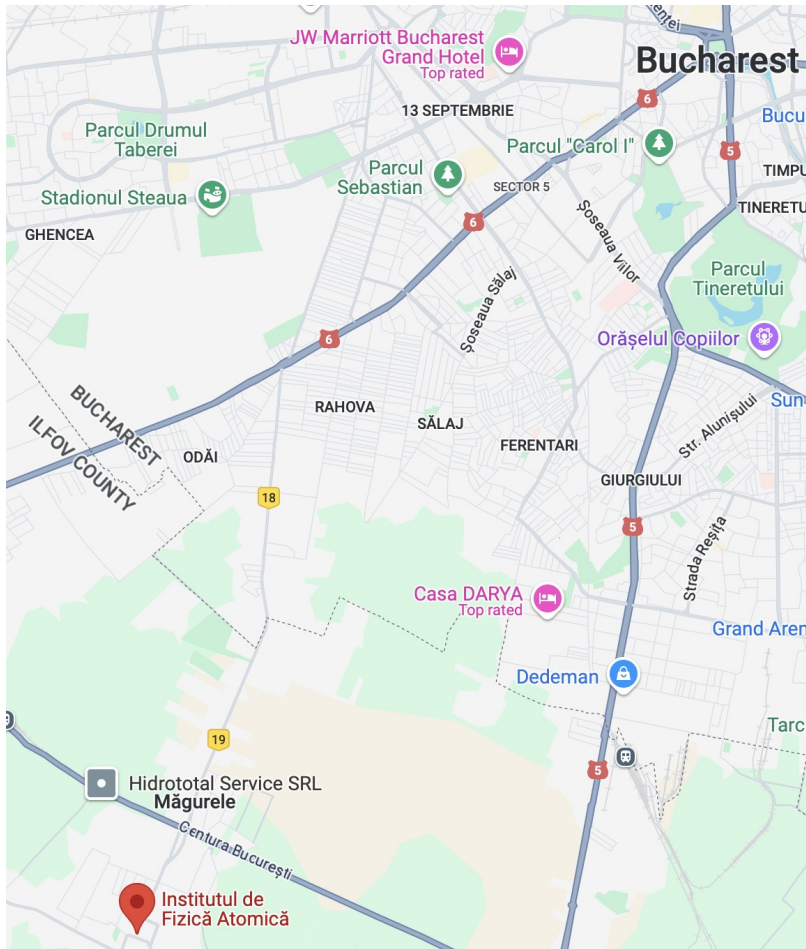 JW Marriott Bucharest
Grand Hotel
Top rated
Bucharest
6
13 SEPTEMBRIE
Parcul Drumul
Taberei
Parcul "Carol I"
Bucu
5
Parcul
Sebastian
TIMPU
Stadionul Steaua
SECTOR 5
TINERETU
GHENCEA
6
Șoseaua Viilor
Parcul
Tineretului
Șoseaua Sălaj
6
Orășelul Copiilor
BUCHAREST
ILFOV COUNTY
RAHOVA
SĂLAJ
Sun
Str. Alunișului
FERENTARI
ODĂI
GIURGIULUI
18
5
Strada Reșița
Casa DARYA
Top rated
Grand Aren
Dedeman
Tarc
19
5
Hidrototal Service SRL
Măgurele
Centura București
Institutul de
Fizică Atomică